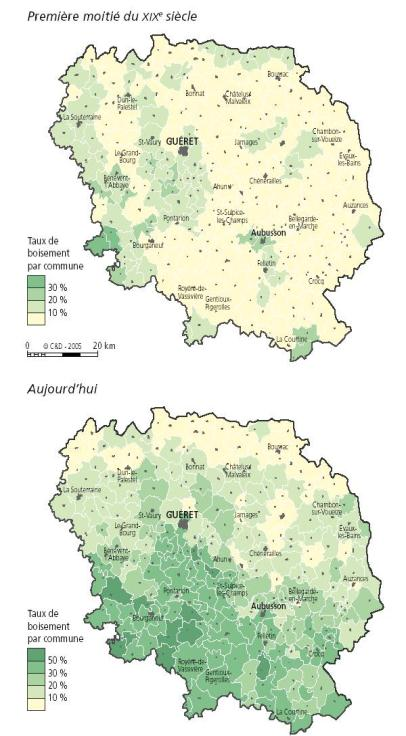 Première moitié du XIXe siècle
Boussac
Bonnat
Châtelus-Malvaleix
Dun-le-Palestel
La Souterraine
Chambon-sur-Voueize
St-Vaury
GUÉRET
Jarnages
Le Grand-Bourg
Évaux-les-Bains
Bénévent-l'Abbaye
Ahun
Chénérailles
Auzances
Pontarion
St-Sulpice-les-Champs
Bellegarde-en-Marche
Aubusson
Bourganeuf
Felletin
Crocq
Royère-de-Vassivière
Gentioux-Pigerolles
La Courtine
Taux de
boisement
par commune
30 %
20 %
10 %
0 © C&D - 2005 20 km
Aujourd'hui
Boussac
Bonnat
Châtelus-Malvaleix
Dun-le-Palestel
La Souterraine
Chambon-sur-Voueize
St-Vaury
GUÉRET
Jarnages
Le Grand-Bourg
Évaux-les-Bains
Bénévent-l'Abbaye
Ahun
Chénérailles
Auzances
Pontarion
St-Sulpice-les-Champs
Bellegarde-en-Marche
Aubusson
Bourganeuf
Felletin
Crocq
Royère-de-Vassivière
Gentioux-Pigerolles
La Courtine
Taux de
boisement
par commune
50 %
30 %
20 %
10 %